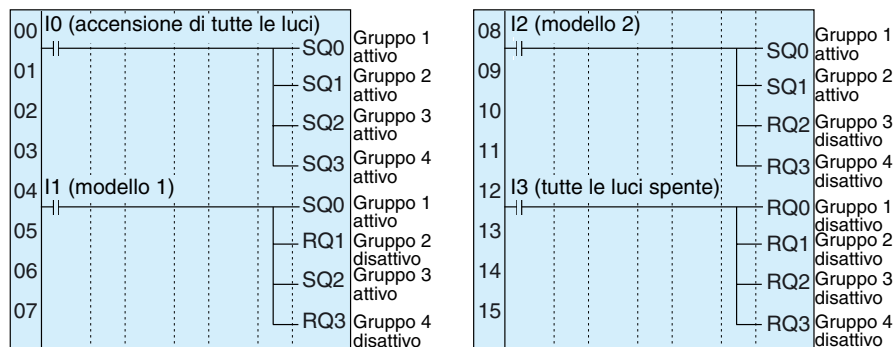 00 I0 (accensione di tutte le luci)
SQ0 Gruppo 1 attivo
01 SQ1 Gruppo 2 attivo
02 SQ2 Gruppo 3 attivo
03 SQ3 Gruppo 4 attivo
04 I1 (modello 1)
SQ0 Gruppo 1 attivo
05 RQ1 Gruppo 2 disattivo
06 SQ2 Gruppo 3 attivo
07 RQ3 Gruppo 4 disattivo
08 I2 (modello 2)
SQ0 Gruppo 1 attivo
09 SQ1 Gruppo 2 attivo
10 RQ2 Gruppo 3 disattivo
11 RQ3 Gruppo 4 disattivo
12 I3 (tutte le luci spente)
RQ0 Gruppo 1 disattivo
13 RQ1 Gruppo 2 disattivo
14 RQ2 Gruppo 3 disattivo
15 RQ3 Gruppo 4 disattivo